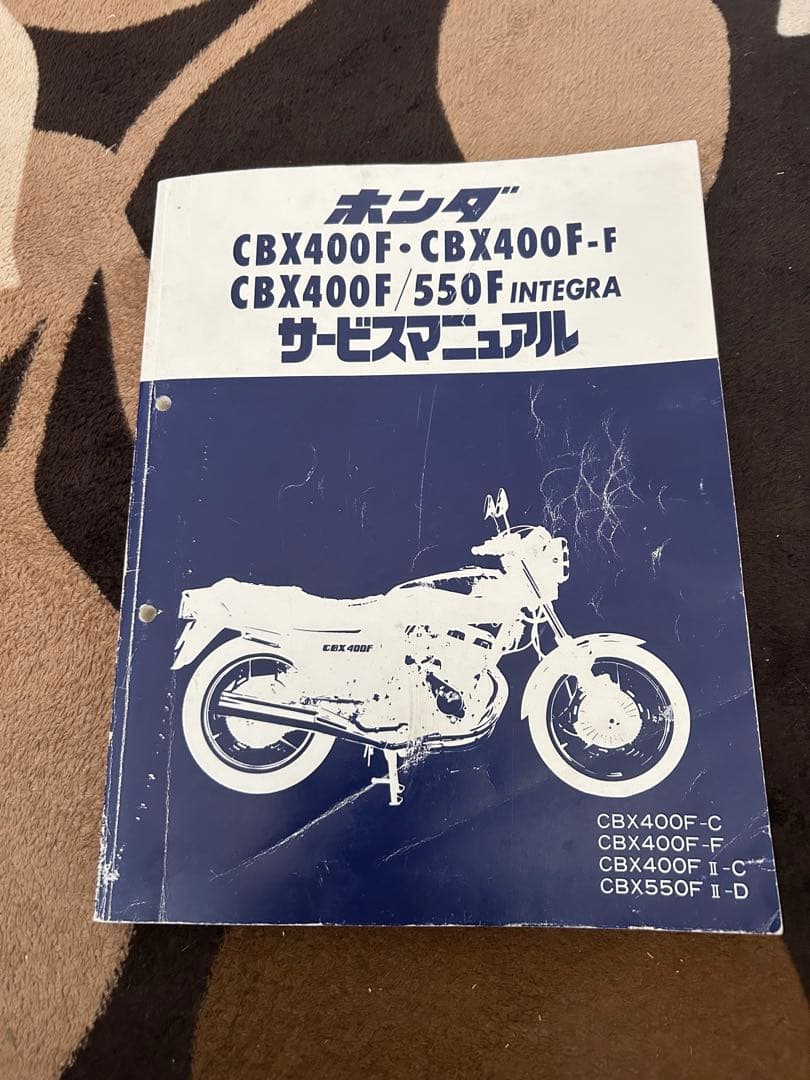 ホンダ
CBX400F・CBX400F-F
CBX400F/550F INTEGRA
サービスマニュアル
CBX400F
CBX400F-C
CBX400F-F
CBX400F Ⅱ-C
CBX550F Ⅱ-D